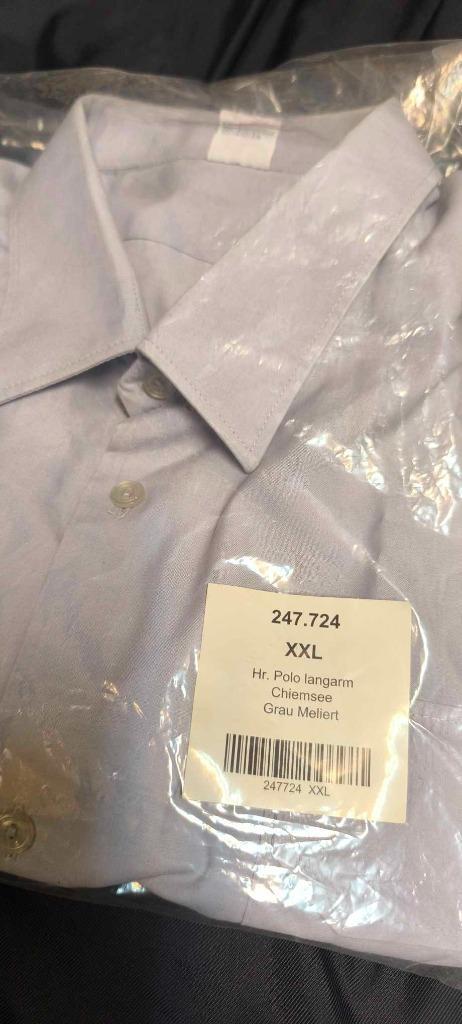 247.724
XXL
Hr. Polo langarm
Chiemsee
Grau Meliert
247724 XXL